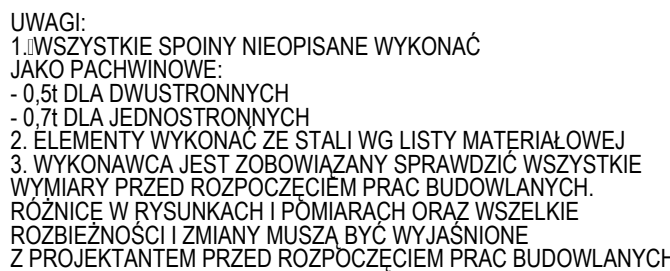 UWAGI:
1. WSZYSTKIE SPOINY NIEOPISANE WYKONAĆ
JAKO PACHWINOWE:
- 0,5t DLA DWUSTRONNYCH
- 0,7t DLA JEDNOSTRONNYCH
2. ELEMENTY WYKONAĆ ZE STALI WG LISTY MATERIAŁOWEJ
3. WYKONAWCA JEST ZOBOWIĄZANY SPRAWDZIĆ WSZYSTKIE
WYMIARY PRZED ROZPOCZĘCIEM PRAC BUDOWLANYCH.
RÓŻNICE W RYSUNKACH I POMIARACH ORAZ WSZELKIE
ROZBIEŻNOŚCI I ZMIANY MUSZĄ BYĆ WYJAŚNIONE
Z PROJEKTANTEM PRZED ROZPOCZĘCIEM PRAC BUDOWLANYCH